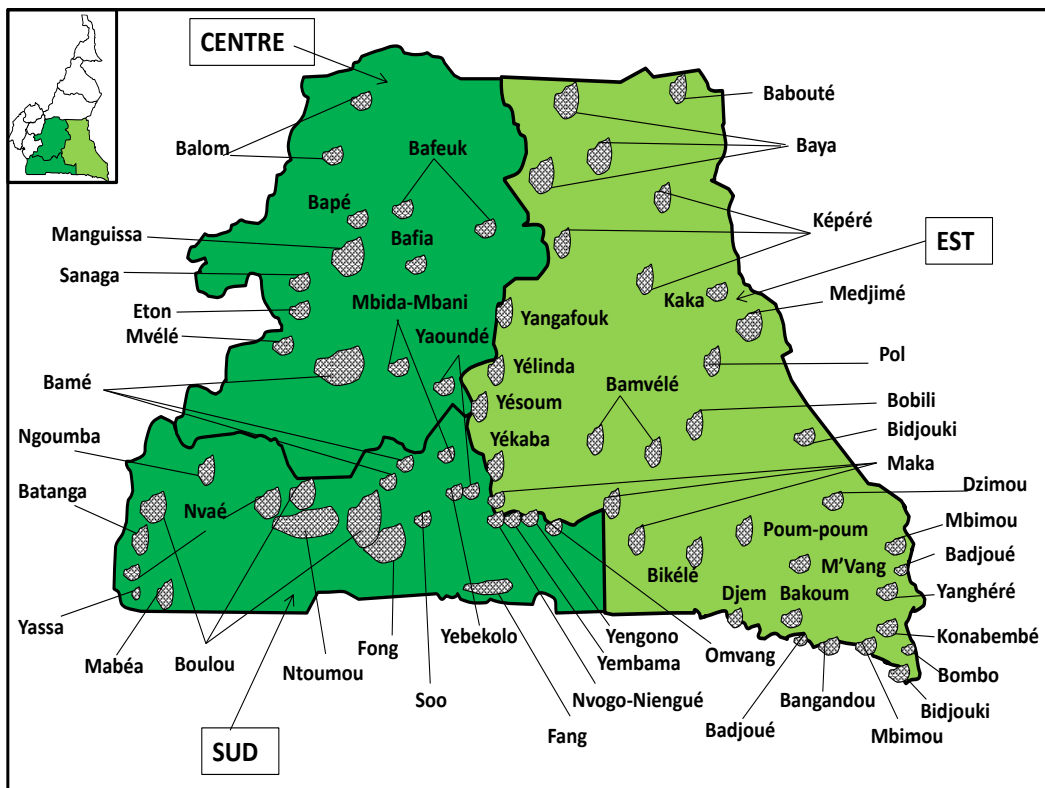 CENTRE
Babouté
Balom
Bafeuk
Baya
Bapé
Képéré
Manguissa
Bafia
EST
Sanaga
Kaka
Medjimé
Eton
Mbida-Mbani
Yangafouk
Mvélé
Yaoundé
Pol
Bamé
Yélinda
Bamvélé
Yésoum
Bobili
Ngoumba
Yékaba
Bidjouki
Maka
Batanga
Dzimou
Nvaé
Poum-poum
Mbimou
Badjoué
Bikélé
M'Vang
Yanghéré
Djem
Bakoum
Yassa
Mabéa
Boulou
Ntoumou
Fong
Yebekolo
Yengono
Yembama
Omvang
Konabembé
Soo
Nvogo-Niengué
Bangandou
Bombo
Badjoué
Bidjouki
Fang
Mbimou
SUD